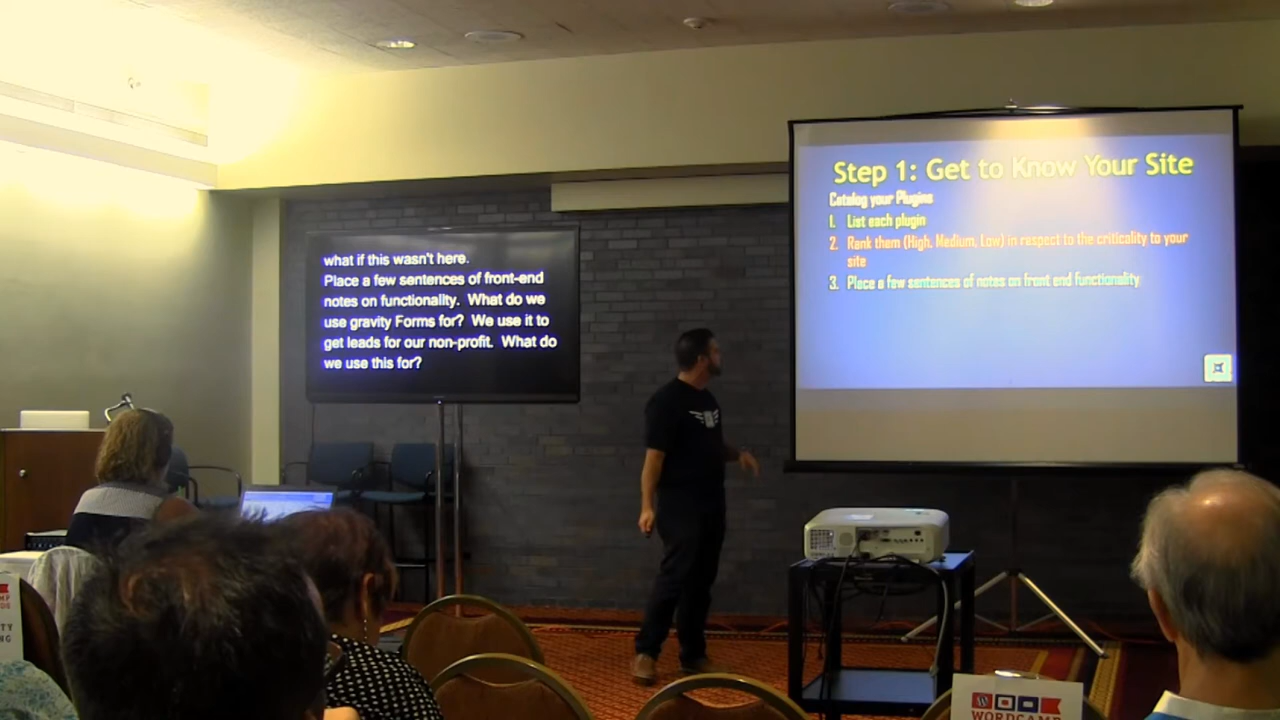 what if this wasn't here.
Place a few sentences of front-end
notes on functionality. What do we
use gravity Forms for? We use it to
get leads for our non-profit. What do
we use this for?
Step 1: Get to Know Your Site
Catalog your Plugins
1. List each plugin
2. Rank them (High, Medium, Low) in respect to the criticality to your
site
3. Place a few sentences of notes on front end functionality
WORDCAMP